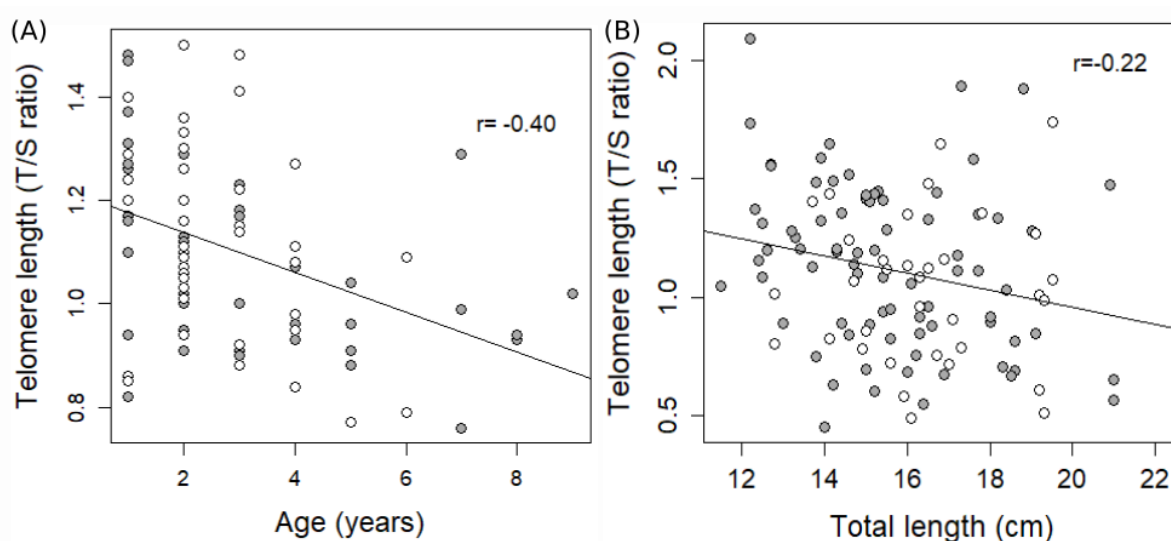 (A)
Telomere length (T/S ratio)
1.4
1.2
1.0
0.8
r= -0.40
2
4
6
8
Age (years)
(B)
Telomere length (T/S ratio)
2.0
1.5
1.0
0.5
r=-0.22
12
14
16
18
20
22
Total length (cm)